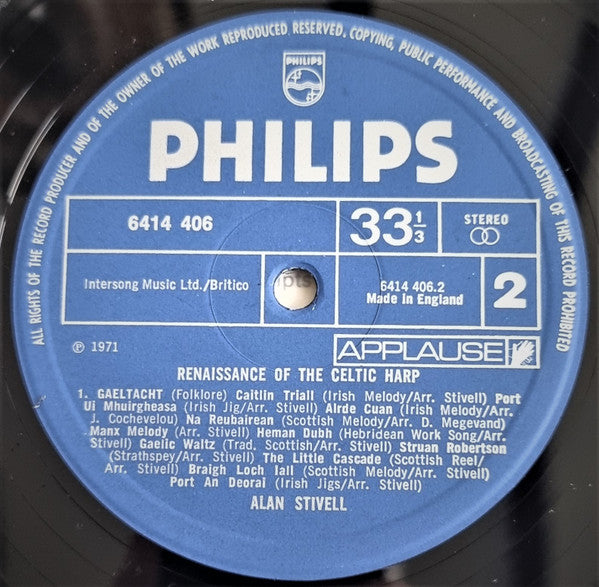 ALL RIGHTS OF THE RECORD PRODUCER AND OF THE OWNER OF THE WORK REPRODUCED RESERVED. COPYING, PUBLIC PERFORMANCE AND BROADCASTING OF THIS RECORD PROHIBITED
PHILIPS
PHILIPS
6414 406
33 1/3
STEREO
Intersong Music Ltd./Britico
6414 406.2
Made in England
2
℗ 1971
APPLAUSE
RENAISSANCE OF THE CELTIC HARP
1. GAELTACHT (Folklore) Caitlin Triall (Irish Melody/Arr. Stivell) Port
Ui Mhuirgheasa (Irish Jig/Arr. Stivell) Airde Cuan (Irish Melody/Arr.
J. Cochevelou) Na Reubairean (Scottish Melody/Arr. D. Megevand)
Manx Melody (Arr. Stivell) Heman Dubh (Hebridean Work Song/Arr.
Stivell) Gaelic Waltz (Trad. Scottish/Arr. Stivell) Struan Robertson
(Strathspey/Arr. Stivell) The Little Cascade (Scottish Reel/
Arr. Stivell) Braigh Loch Iall (Scottish Melody/Arr. Stivell)
Port An Deorai (Irish Jigs/Arr. Stivell)
ALAN STIVELL